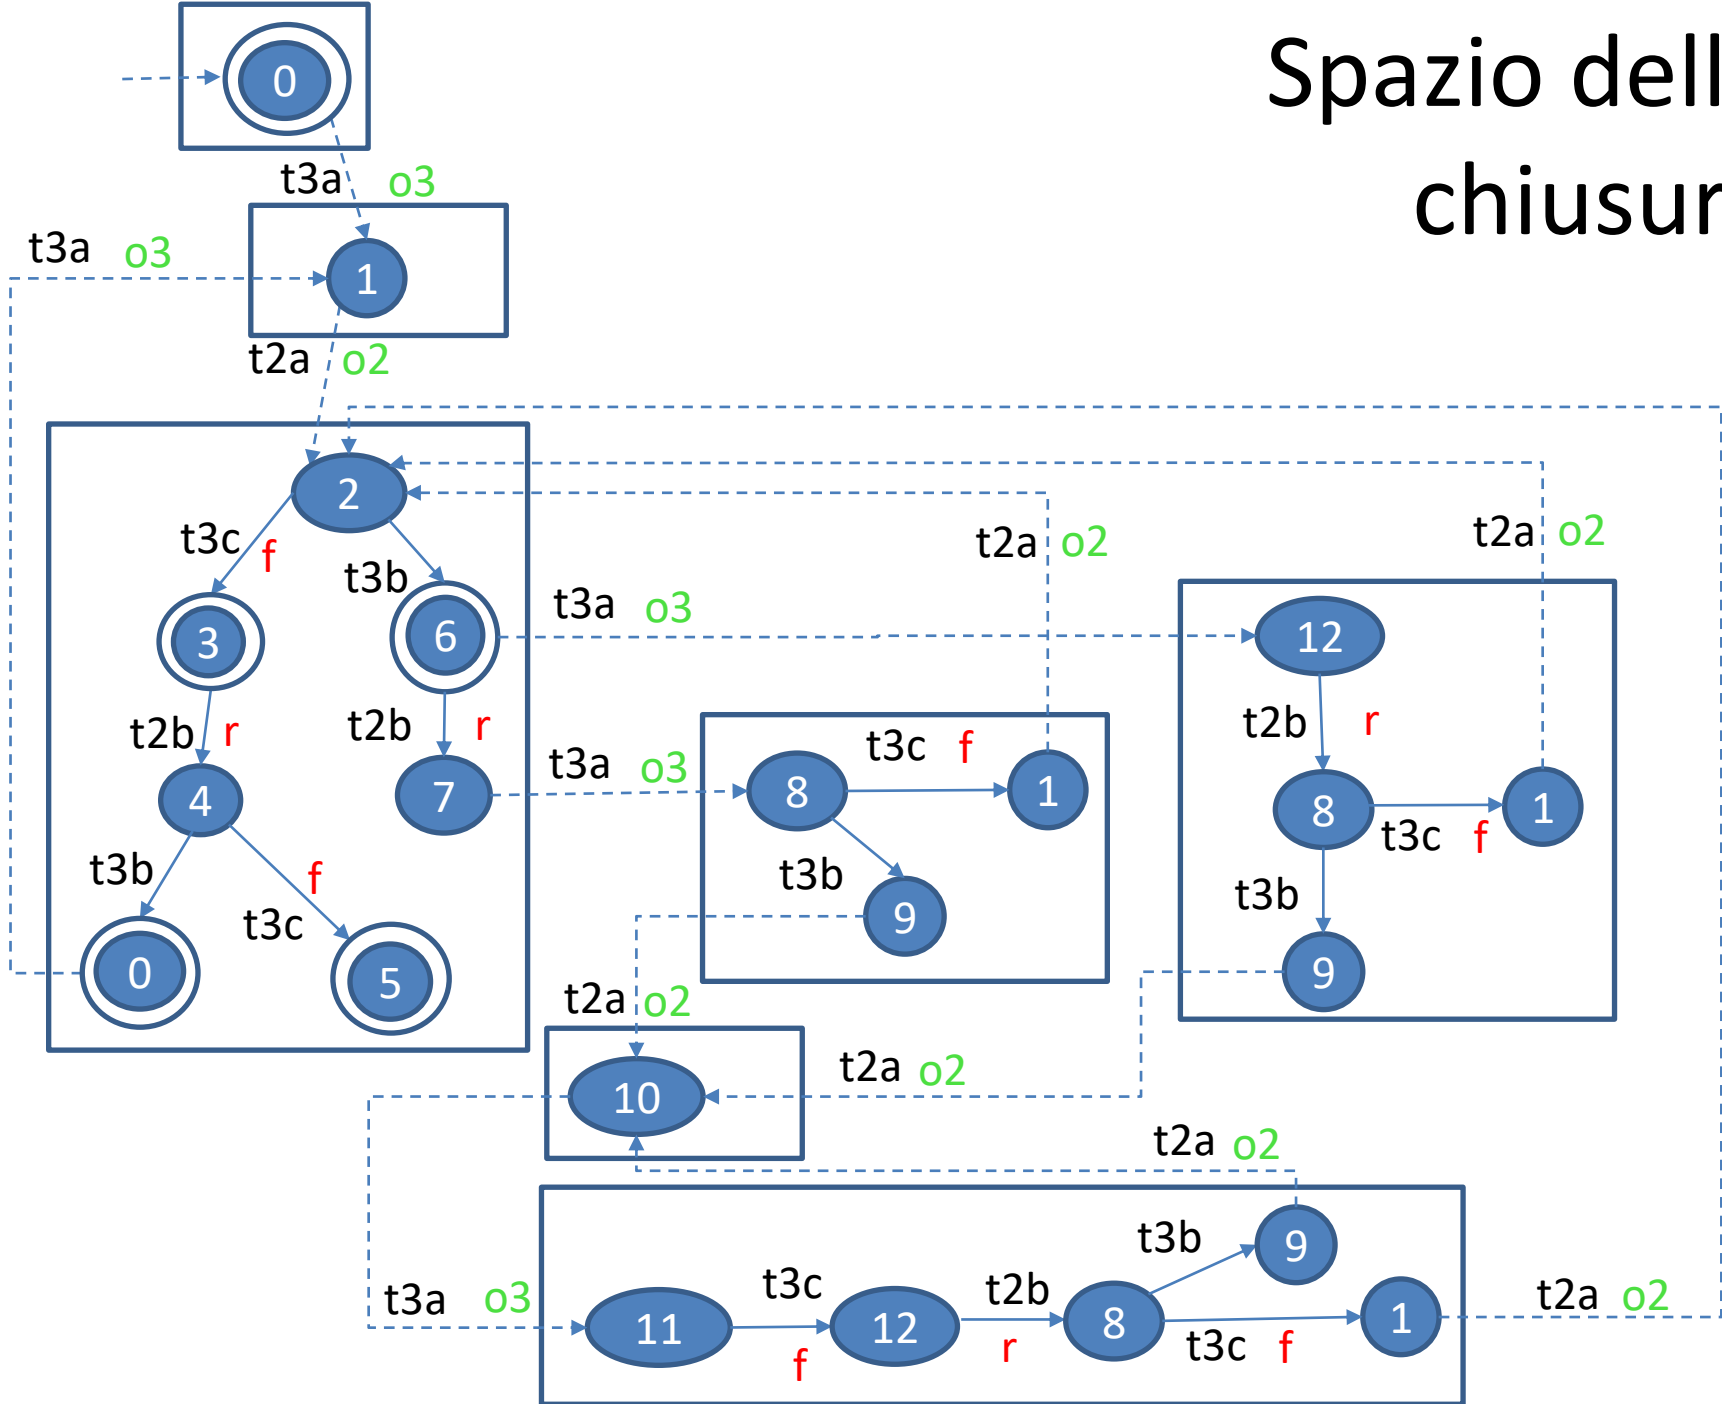 Spazio dell
chiusur
0
t3a o3
t3a o3
1
t2a o2
2
t3c f
t3b
t2a o2
t2a o2
3
6
t3a o3
12
t2b r
t2b r
t2b r
4
7
t3a o3
8
t3c f
1
8
t3c f
1
t3b
f
t3c
t3b
9
t3b
9
0
5
t2a o2
10
t2a o2
t2a o2
t3a o3
11
t3c
f
12
t2b
r
8
t3b
9
t3c f
1
t2a o2